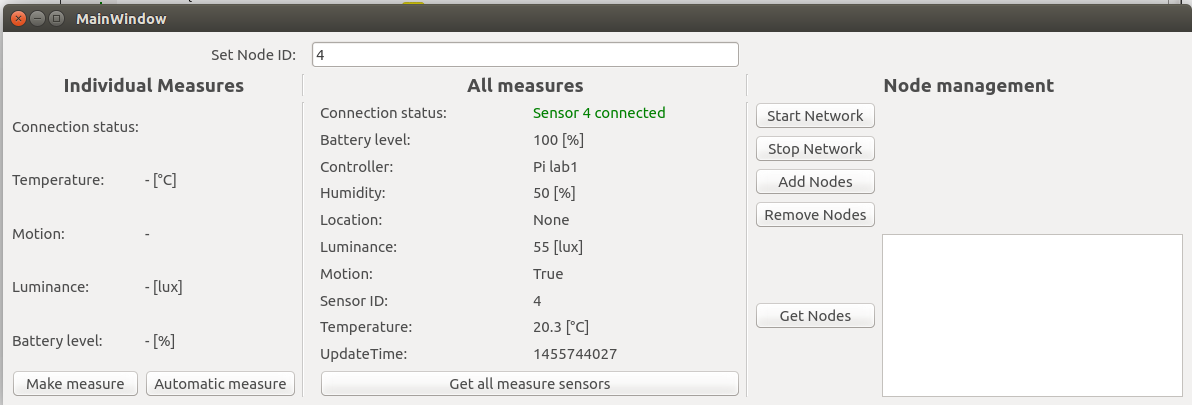 MainWindow
Set Node ID: 4
Individual Measures
Connection status:
Temperature: - [°C]
Motion: -
Luminance: - [lux]
Battery level: - [%]
Make measure Automatic measure
All measures
Connection status: Sensor 4 connected
Battery level: 100 [%]
Controller: Pi lab1
Humidity: 50 [%]
Location: None
Luminance: 55 [lux]
Motion: True
Sensor ID: 4
Temperature: 20.3 [°C]
UpdateTime: 1455744027
Get all measure sensors
Node management
Start Network
Stop Network
Add Nodes
Remove Nodes
Get Nodes